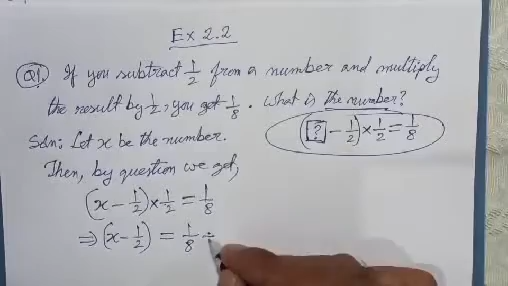 Ex 2.2
Q1. If you subtract 1/2 from a number and multiply
the result by 1/2, you get 1/8. What is the number?
Soln: Let x be the number.
([?] - 1/2) × 1/2 = 1/8
Then, by question we get,
(x - 1/2) × 1/2 = 1/8
⇒ (x - 1/2) = 1/8 ÷